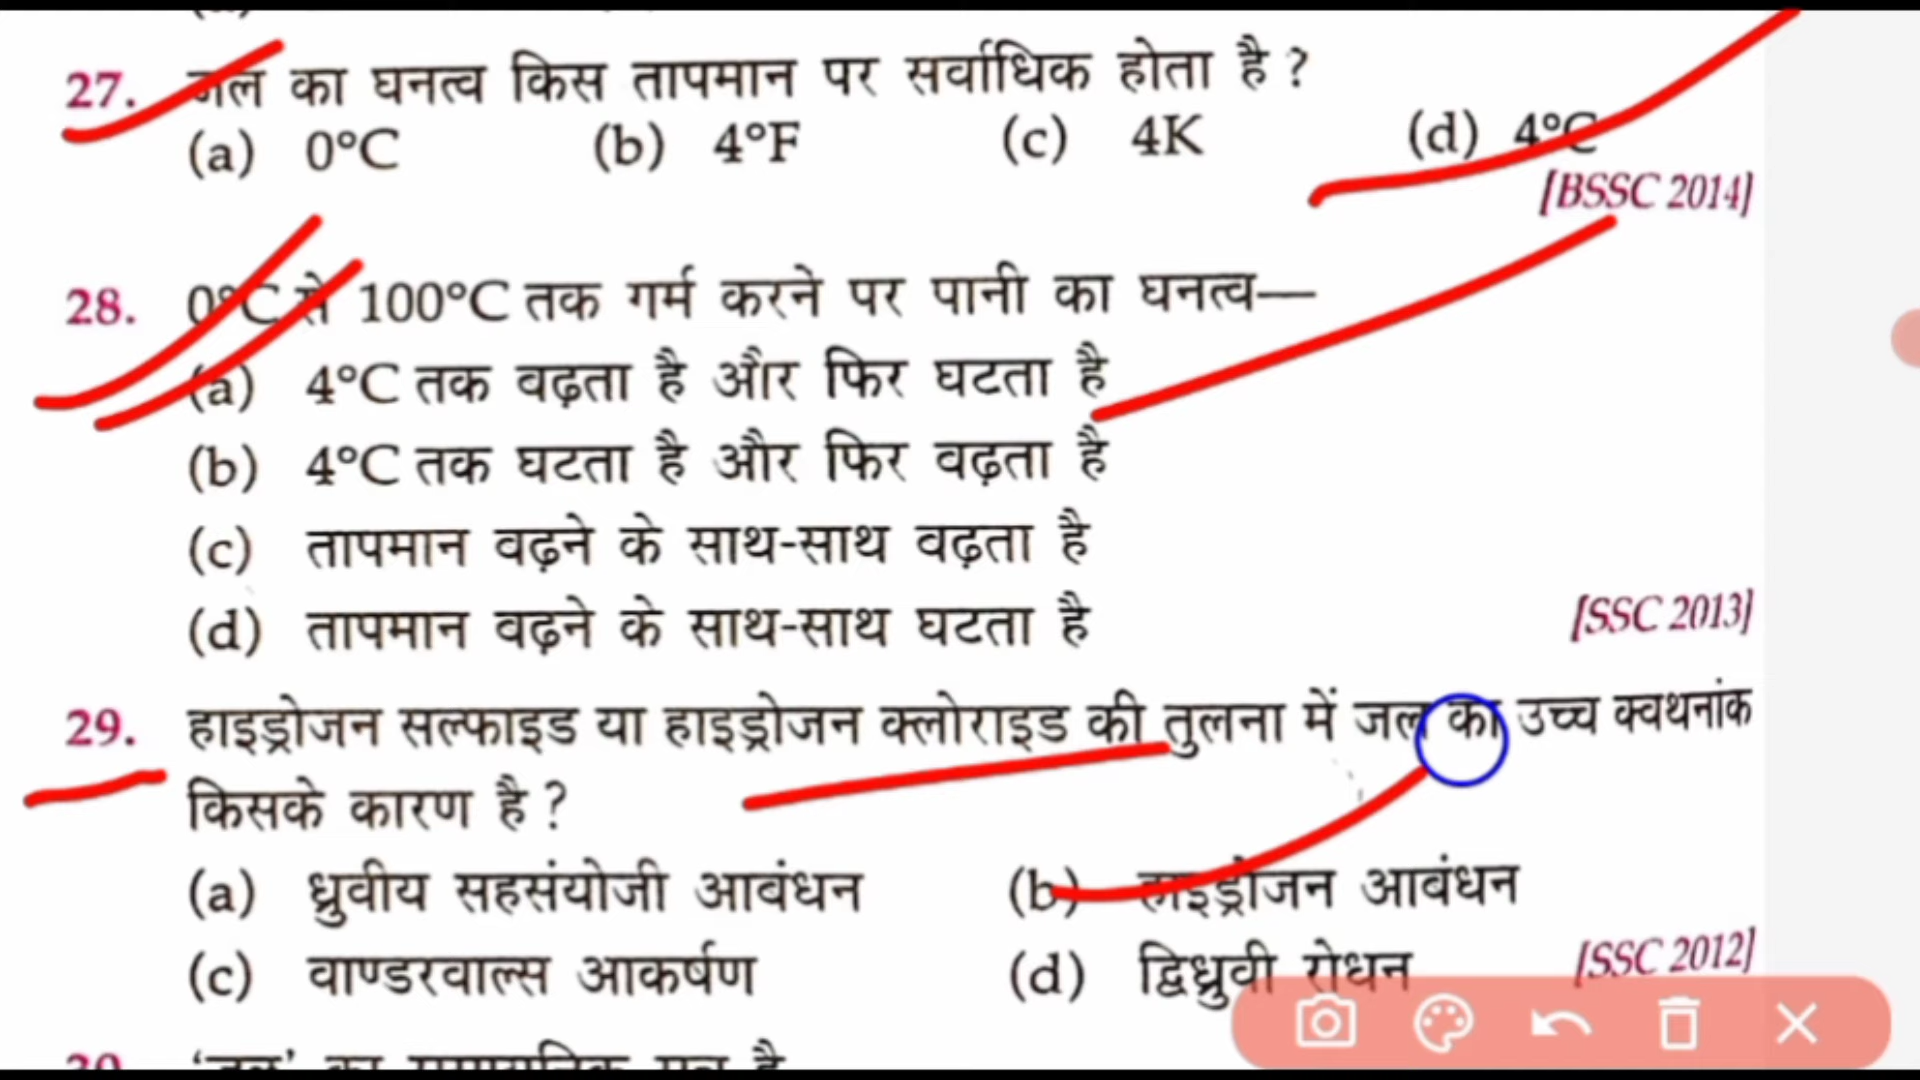 27. जल का घनत्व किस तापमान पर सर्वाधिक होता है ?
(a) 0°C (b) 4°F (c) 4K (d) 4°C
[BSSC 2014]
28. 0°C से 100°C तक गर्म करने पर पानी का घनत्व—
(a) 4°C तक बढ़ता है और फिर घटता है
(b) 4°C तक घटता है और फिर बढ़ता है
(c) तापमान बढ़ने के साथ-साथ बढ़ता है
(d) तापमान बढ़ने के साथ-साथ घटता है
[SSC 2013]
29. हाइड्रोजन सल्फाइड या हाइड्रोजन क्लोराइड की तुलना में जल का उच्च क्वथनांक
किसके कारण है ?
(a) ध्रुवीय सहसंयोजी आबंधन (b) हाइड्रोजन आबंधन
(c) वाण्डरवाल्स आकर्षण (d) द्विध्रुवी रोधन
[SSC 2012]